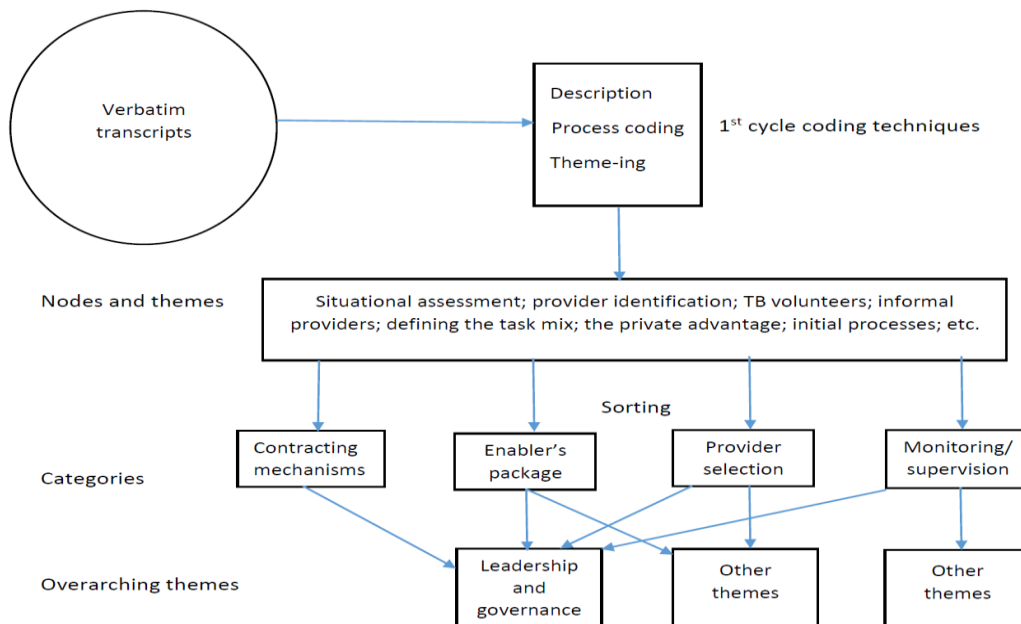 Verbatim
transcripts
Description
Process coding
Theme-ing
1st cycle coding techniques
Nodes and themes
Situational assessment; provider identification; TB volunteers; informal
providers; defining the task mix; the private advantage; initial processes; etc.
Sorting
Categories
Contracting
mechanisms
Enabler’s
package
Provider
selection
Monitoring/
supervision
Overarching themes
Leadership
and
governance
Other
themes
Other
themes